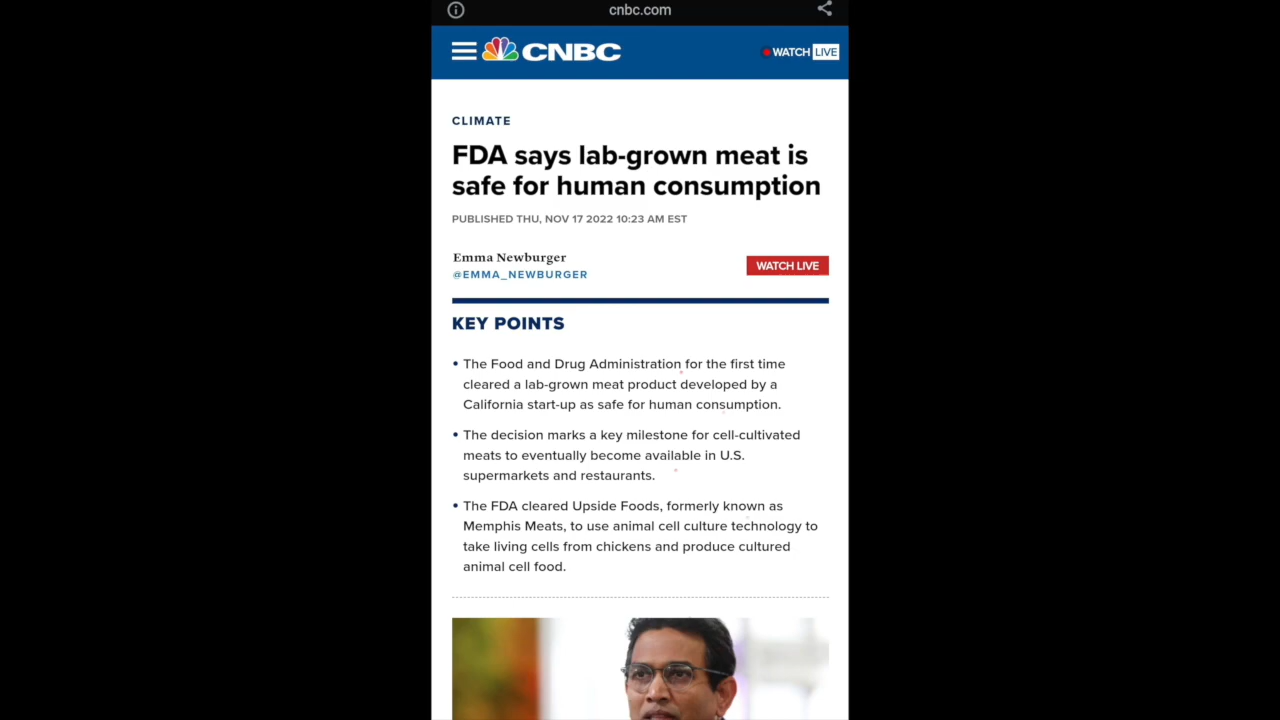 cnbc.com
CNBC
WATCH LIVE
CLIMATE
FDA says lab-grown meat is
safe for human consumption
PUBLISHED THU, NOV 17 2022 10:23 AM EST
Emma Newburger
@EMMA_NEWBURGER
WATCH LIVE
KEY POINTS
• The Food and Drug Administration for the first time
cleared a lab-grown meat product developed by a
California start-up as safe for human consumption.
• The decision marks a key milestone for cell-cultivated
meats to eventually become available in U.S.
supermarkets and restaurants.
• The FDA cleared Upside Foods, formerly known as
Memphis Meats, to use animal cell culture technology to
take living cells from chickens and produce cultured
animal cell food.